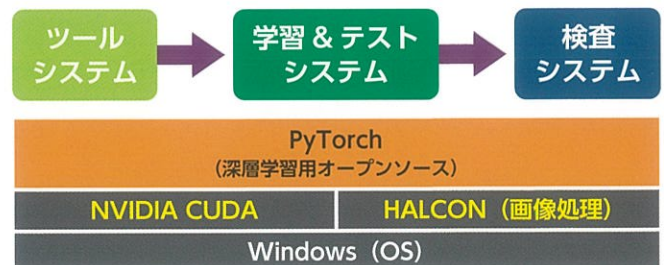 ツール
システム
学習 & テスト
システム
検査
システム
PyTorch
(深層学習用オープンソース)
NVIDIA CUDA
HALCON（画像処理）
Windows（OS）